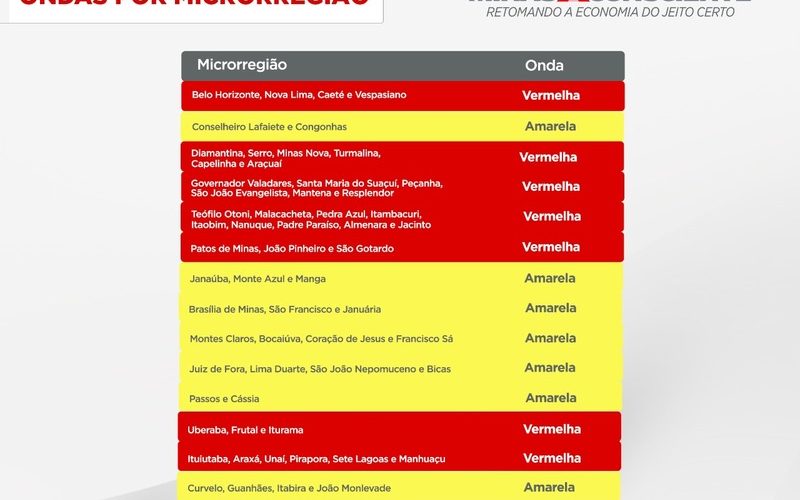 ONDAS POR MICRORREGIÃO
MINAS CONSCIENTE
RETOMANDO A ECONOMIA DO JEITO CERTO
Microrregião Onda
Belo Horizonte, Nova Lima, Caeté e Vespasiano Vermelha
Conselheiro Lafaiete e Congonhas Amarela
Diamantina, Serro, Minas Nova, Turmalina,
Capelinha e Araçuaí Vermelha
Governador Valadares, Santa Maria do Suaçuí, Peçanha,
São João Evangelista, Mantena e Resplendor Vermelha
Teófilo Otoni, Malacacheta, Pedra Azul, Itambacuri,
Itaobim, Nanuque, Padre Paraíso, Almenara e Jacinto Vermelha
Patos de Minas, João Pinheiro e São Gotardo Vermelha
Janaúba, Monte Azul e Manga Amarela
Brasília de Minas, São Francisco e Januária Amarela
Montes Claros, Bocaiúva, Coração de Jesus e Francisco Sá Amarela
Juiz de Fora, Lima Duarte, São João Nepomuceno e Bicas Amarela
Passos e Cássia Amarela
Uberaba, Frutal e Iturama Vermelha
Ituiutaba, Araxá, Unaí, Pirapora, Sete Lagoas e Manhuaçu Vermelha
Curvelo, Guanhães, Itabira e João Monlevade Amarela